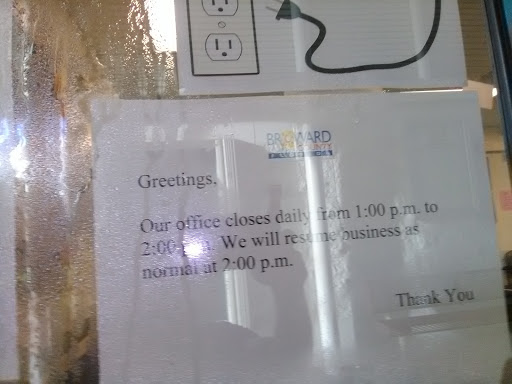 BROWARD
Greetings,
Our office closes daily from 1:00 p.m. to
2:00 p.m. We will resume business as
normal at 2:00 p.m.
Thank You